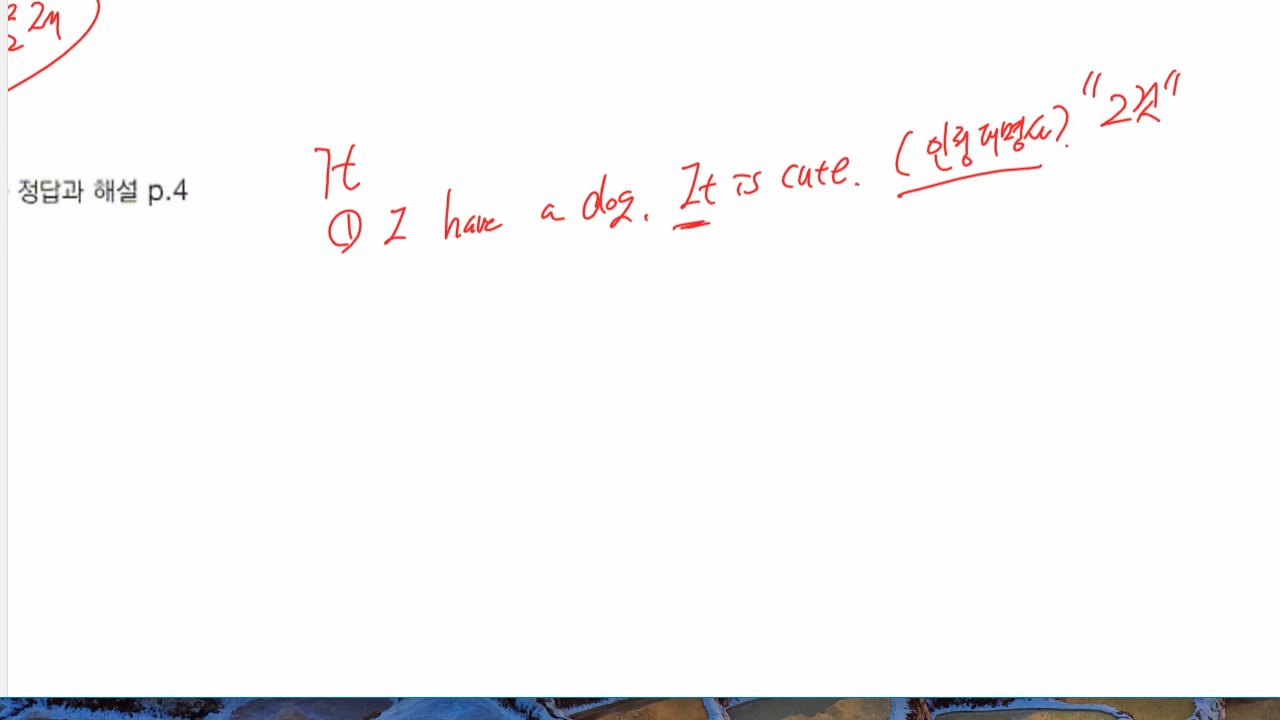 It
정답과 해설 p.4
① I have a dog. It is cute. (인칭대명사) "그것"